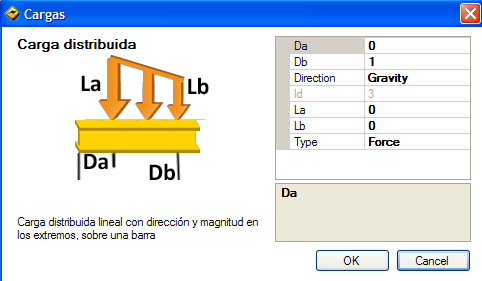 Cargas
Carga distribuida
La
Lb
Da
Db
Carga distribuida lineal con dirección y magnitud en
los extremos, sobre una barra
Da 0
Db 1
Direction Gravity
Id 3
La 0
Lb 0
Type Force
Da
OK
Cancel